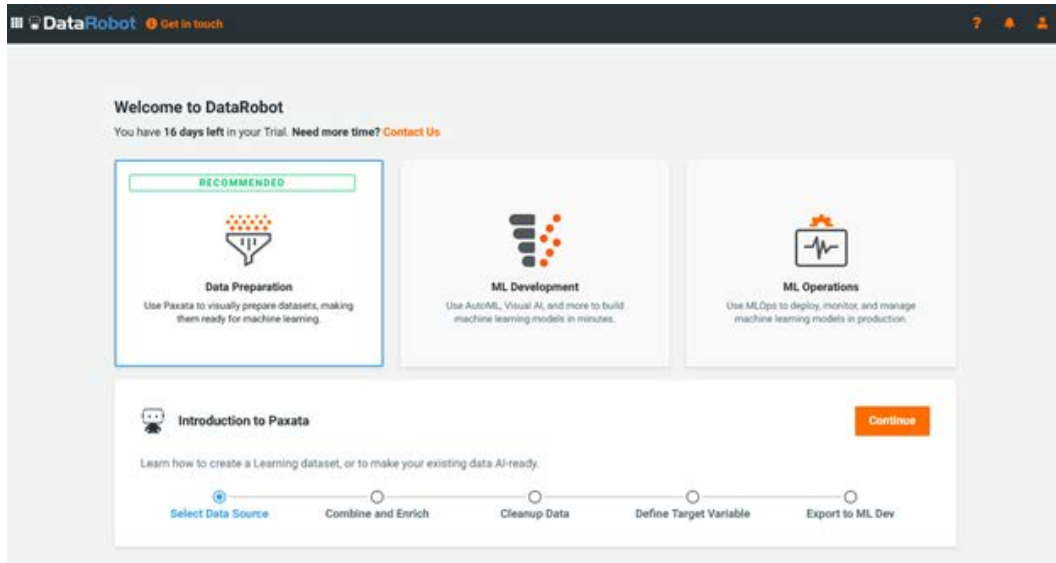 DataRobot Get in touch ?
Welcome to DataRobot
You have 16 days left in your Trial. Need more time? Contact Us
RECOMMENDED
Data Preparation
Use Paxata to visually prepare datasets, making
them ready for machine learning.
ML Development
Use AutoML, Visual AI, and more to build
machine learning models in minutes.
ML Operations
Use MLOps to deploy, monitor, and manage
machine learning models in production.
Introduction to Paxata
Continue
Learn how to create a Learning dataset, or to make your existing data AI-ready.
Select Data Source
Combine and Enrich
Cleanup Data
Define Target Variable
Export to ML Dev